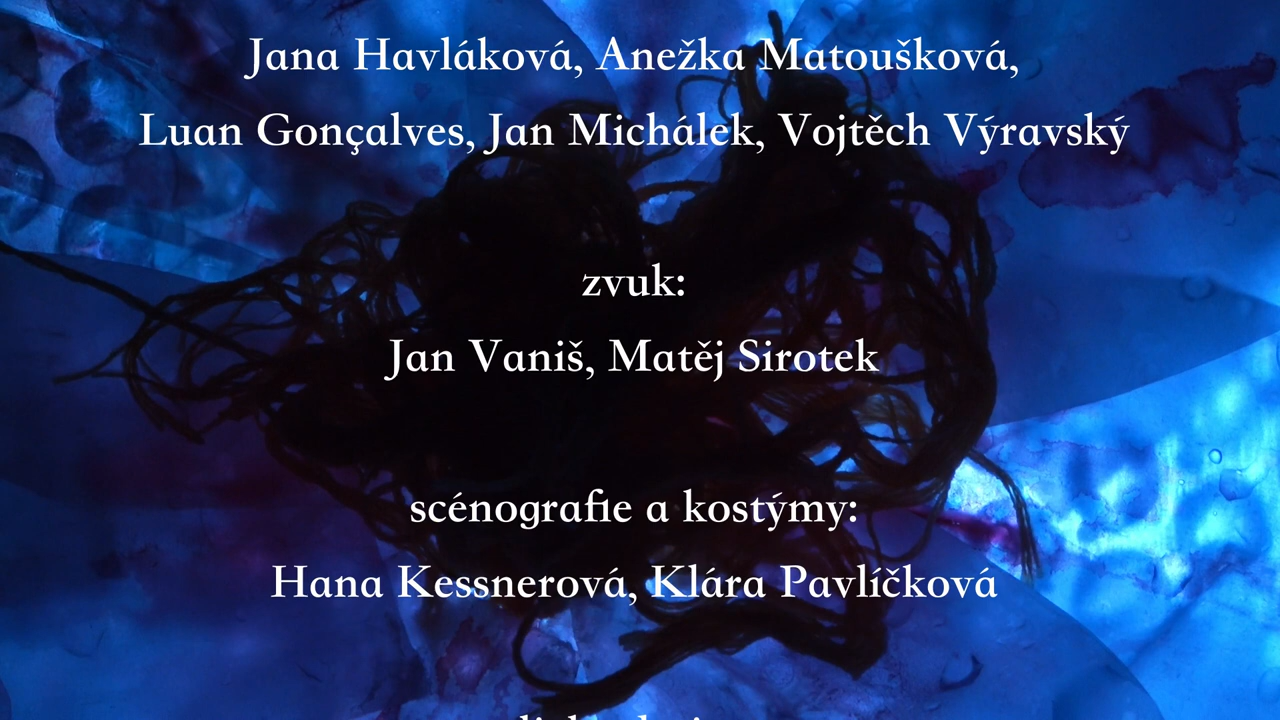 Jana Havláková, Anežka Matoušková,
Luan Gonçalves, Jan Michálek, Vojtěch Výravský
zvuk:
Jan Vaniš, Matěj Sirotek
scénografie a kostýmy:
Hana Kessnerová, Klára Pavlíčková